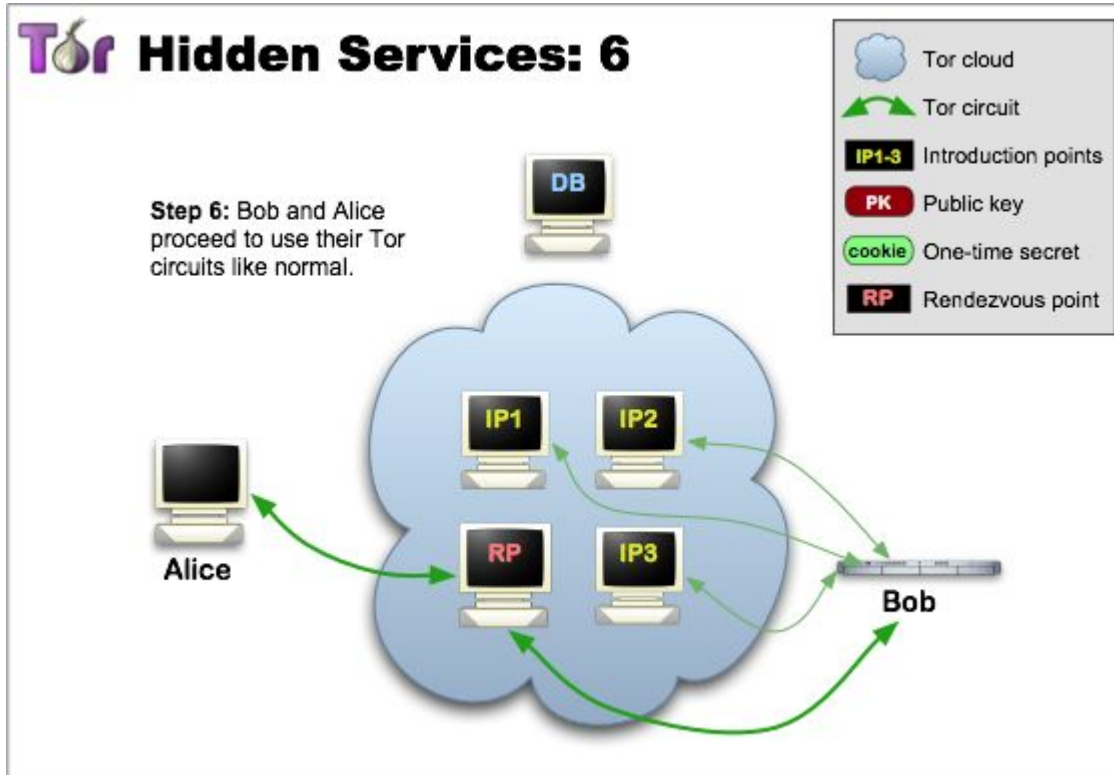 Tor Hidden Services: 6
Tor cloud
Tor circuit
IP1-3 Introduction points
PK Public key
cookie One-time secret
RP Rendezvous point
DB
Step 6: Bob and Alice
proceed to use their Tor
circuits like normal.
IP1 IP2
Alice
RP IP3
Bob